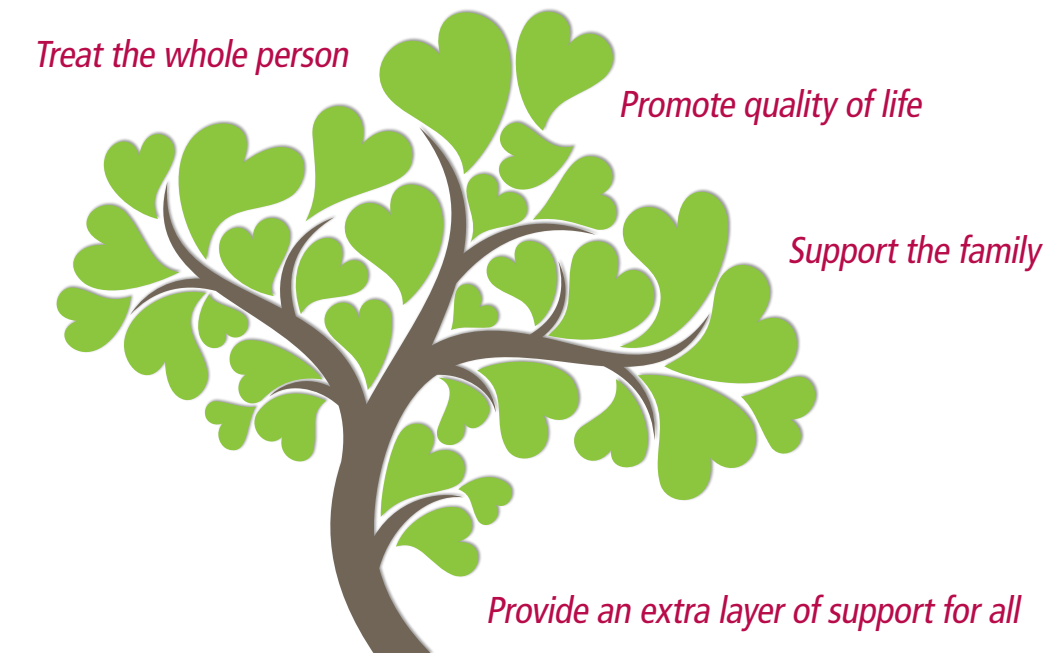 Treat the whole person
Promote quality of life
Support the family
Provide an extra layer of support for all